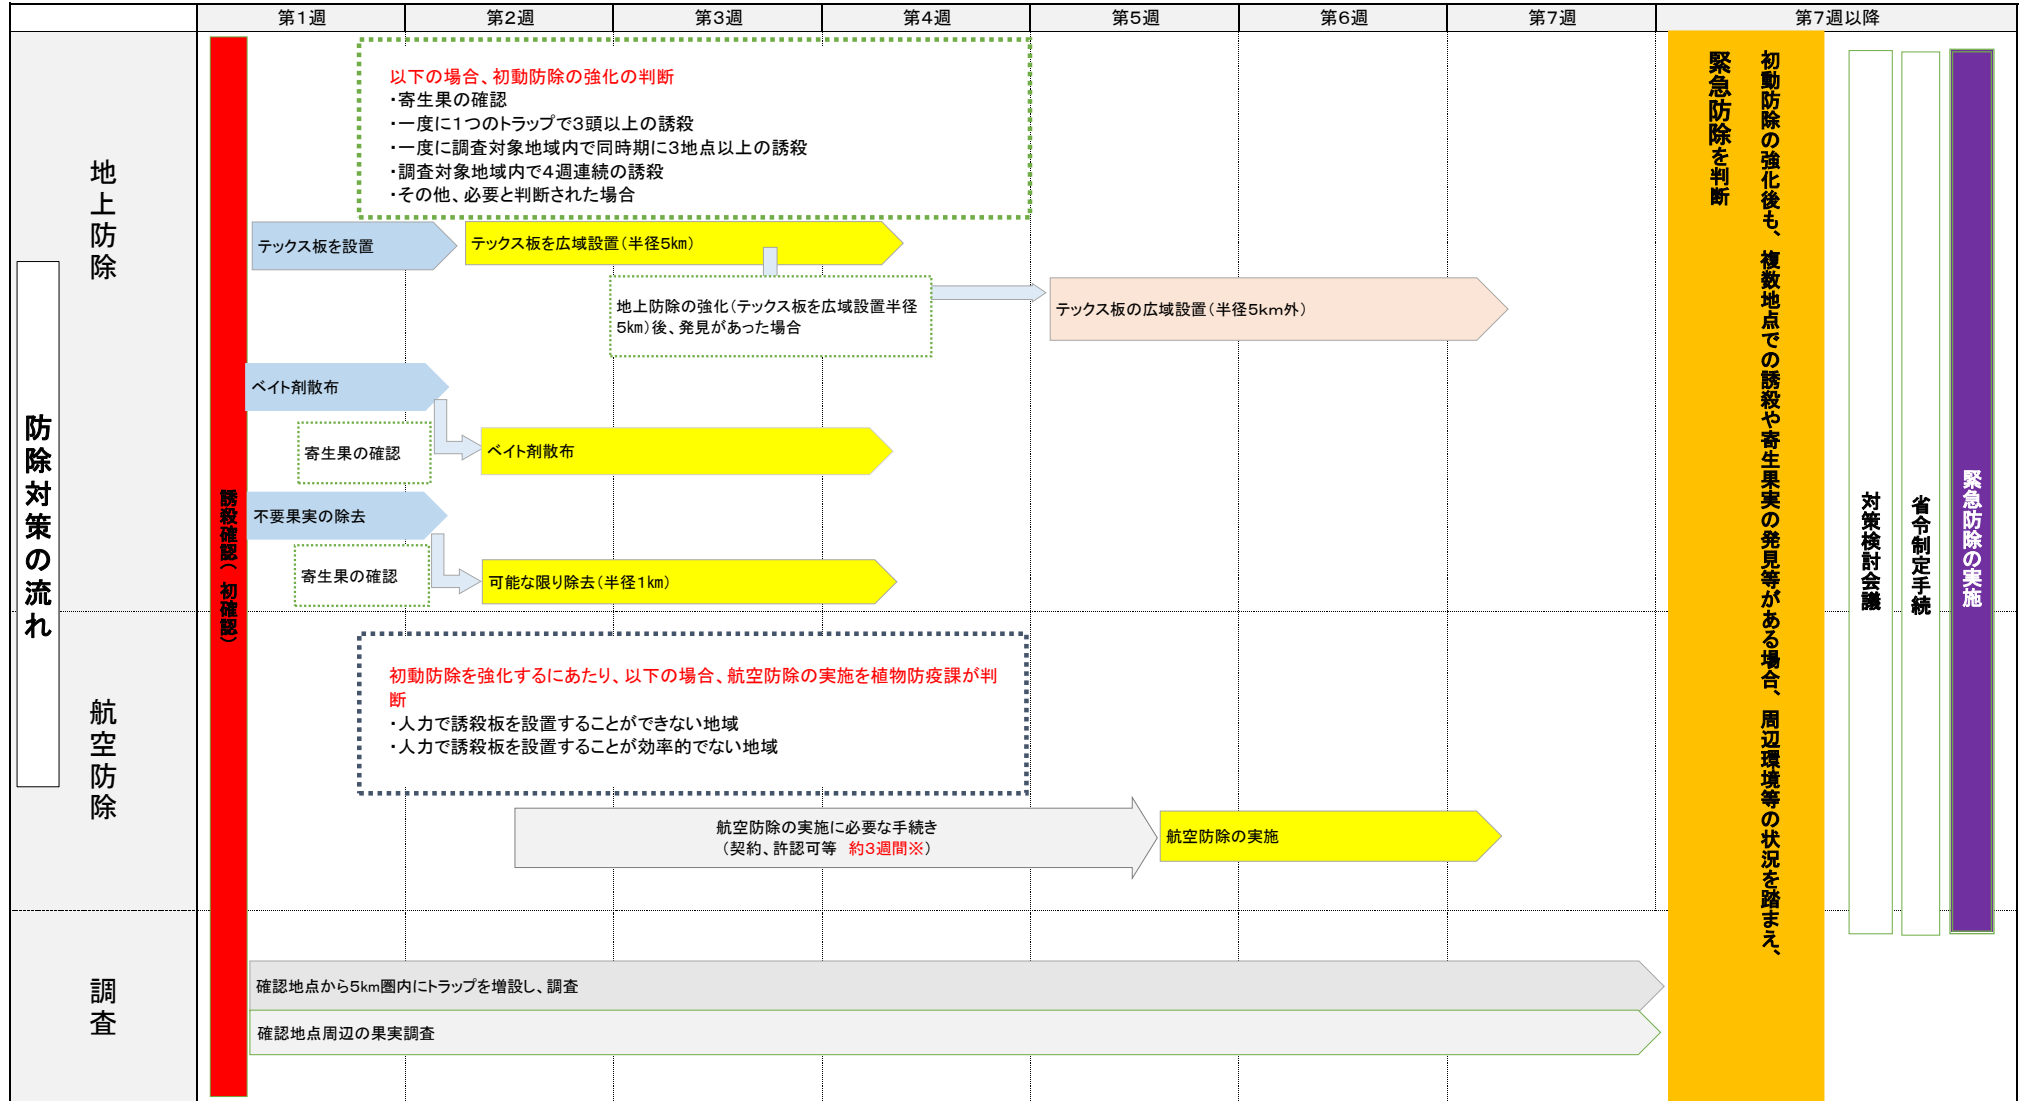 第1週
第2週
第3週
第4週
第5週
第6週
第7週
第7週以降
防除対策の流れ
地上防除
誘殺確認(初確認)
以下の場合、初動防除の強化の判断
・寄生果の確認
・一度に1つのトラップで3頭以上の誘殺
・一度に調査対象地域内で同時期に3地点以上の誘殺
・調査対象地域内で4週連続の誘殺
・その他、必要と判断された場合
テックス板を設置
テックス板を広域設置(半径5㎞)
地上防除の強化(テックス板を広域設置半径
5㎞)後、発見があった場合
テックス板の広域設置(半径5km外)
ベイト剤散布
寄生果の確認
ベイト剤散布
不要果実の除去
寄生果の確認
可能な限り除去(半径1㎞)
航空防除
初動防除を強化するにあたり、以下の場合、航空防除の実施を植物防疫課が判
断
・人力で誘殺板を設置することができない地域
・人力で誘殺板を設置することが効率的でない地域
航空防除の実施に必要な手続き
(契約、許認可等 約3週間※)
航空防除の実施
調査
確認地点から5㎞圏内にトラップを増設し、調査
確認地点周辺の果実調査
初動防除の強化後も、複数地点での誘殺や寄生果実の発見等がある場合、周辺環境等の状況を踏まえ、
緊急防除を判断
対策検討会議
省令制定手続
緊急防除の実施